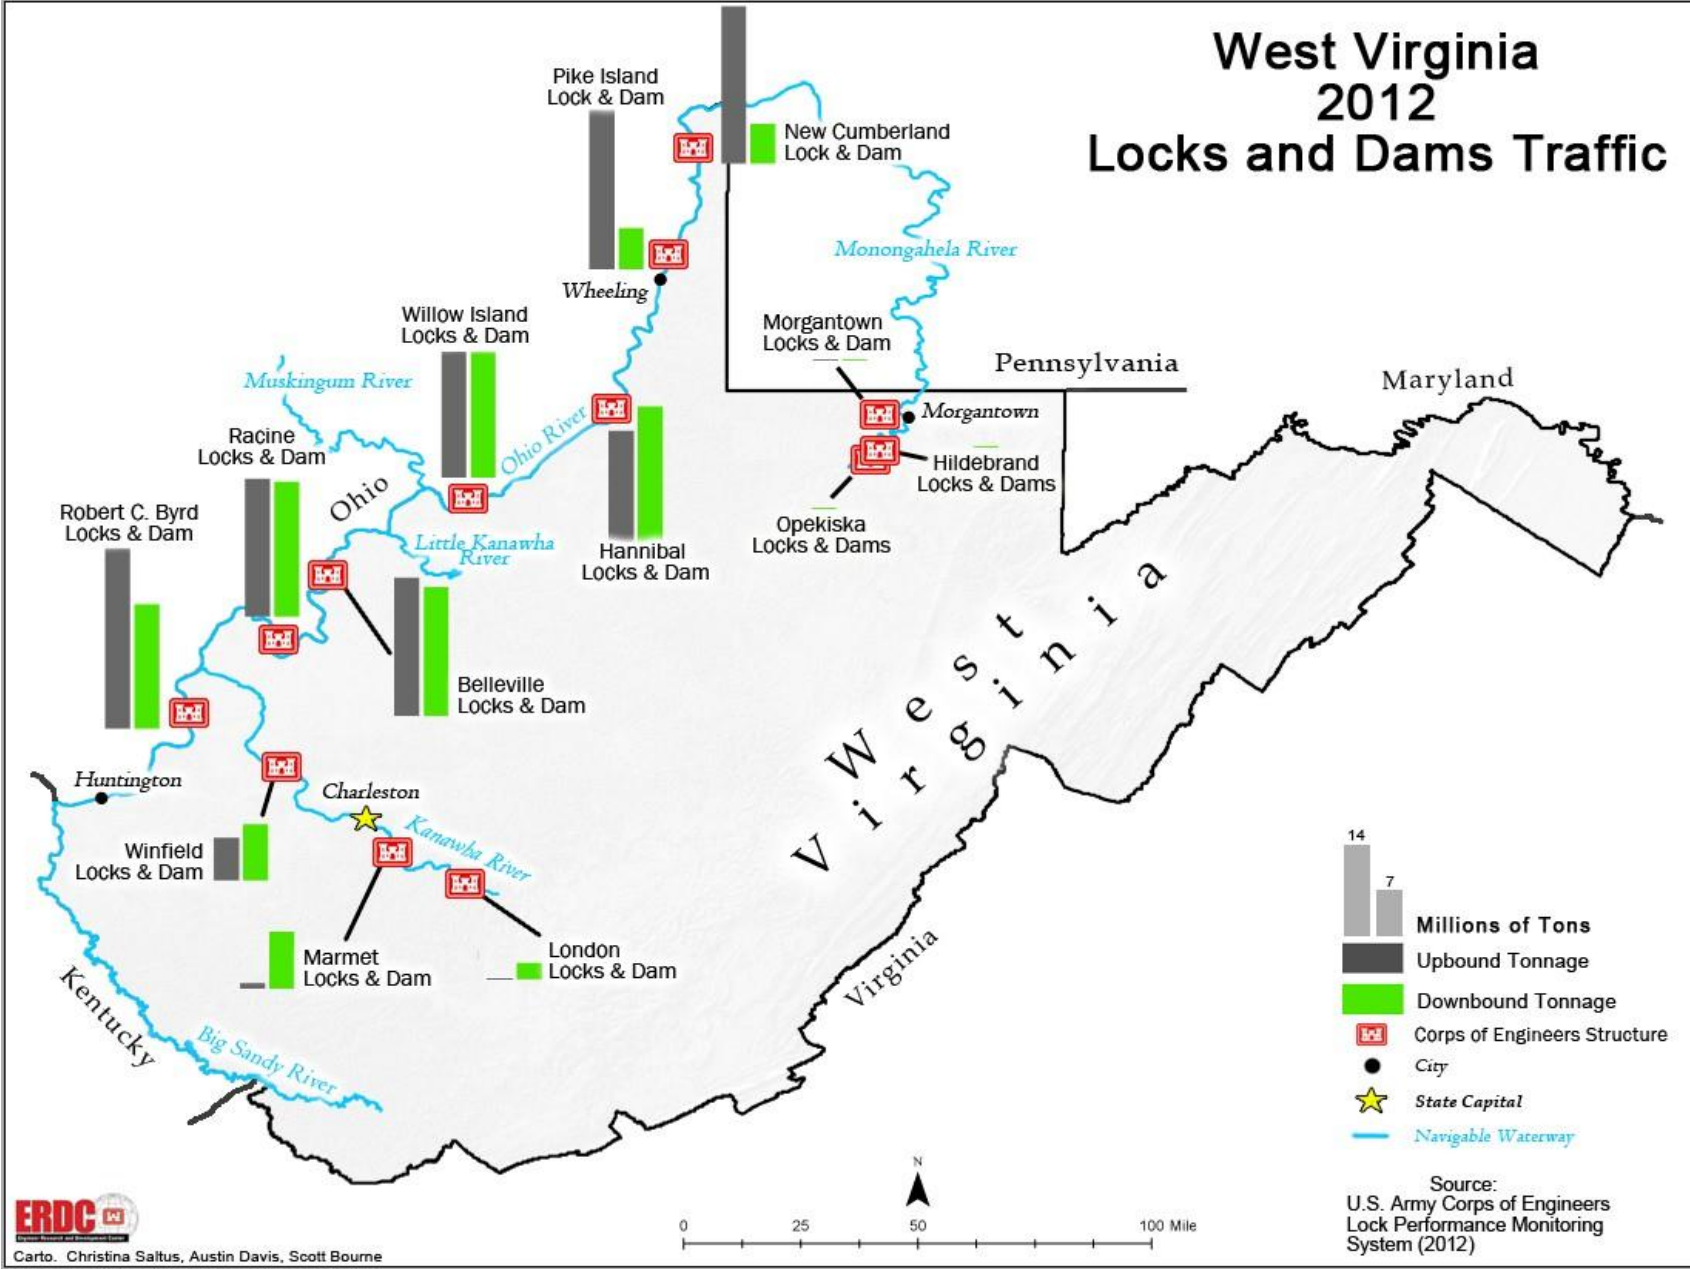 West Virginia
2012
Locks and Dams Traffic
Pike Island
Lock & Dam
New Cumberland
Lock & Dam
Monongahela River
Wheeling
Willow Island
Locks & Dam
Morgantown
Locks & Dam
Pennsylvania
Maryland
Muskingum River
Ohio River
Morgantown
Racine
Locks & Dam
Hildebrand
Locks & Dams
Ohio
Robert C. Byrd
Locks & Dam
Opekiska
Locks & Dams
Little Kanawha
River
Hannibal
Locks & Dam
Belleville
Locks & Dam
West
Virginia
Huntington
Charleston
Kanawha River
Winfield
Locks & Dam
Marmet
Locks & Dam
London
Locks & Dam
Virginia
Kentucky
Big Sandy River
14
7
Millions of Tons
Upbound Tonnage
Downbound Tonnage
Corps of Engineers Structure
City
State Capital
Navigable Waterway
Source:
U.S. Army Corps of Engineers
Lock Performance Monitoring
System (2012)
N
0 25 50 100 Mile
ERDC
Engineer Research and Development Center
Carto. Christina Saltus, Austin Davis, Scott Bourne